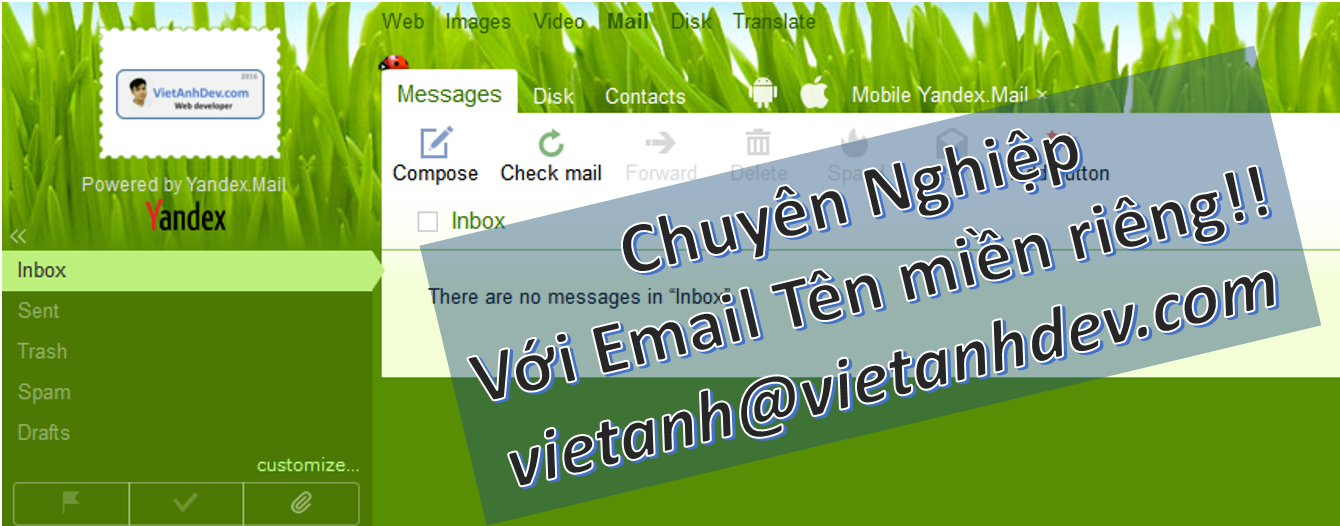 Web Images Video Mail Disk Translate
2016
VietAnhDev.com
Web developer
Powered by Yandex.Mail
Yandex
«
Messages Disk Contacts Mobile Yandex.Mail ×
Compose Check mail Forward Delete
Inbox
There are no messages in “Inbox”
Inbox
Sent
Trash
Spam
Drafts
customize...
Chuyên Nghiệp
Với Email Tên miền riêng!!
vietanh@vietanhdev.com